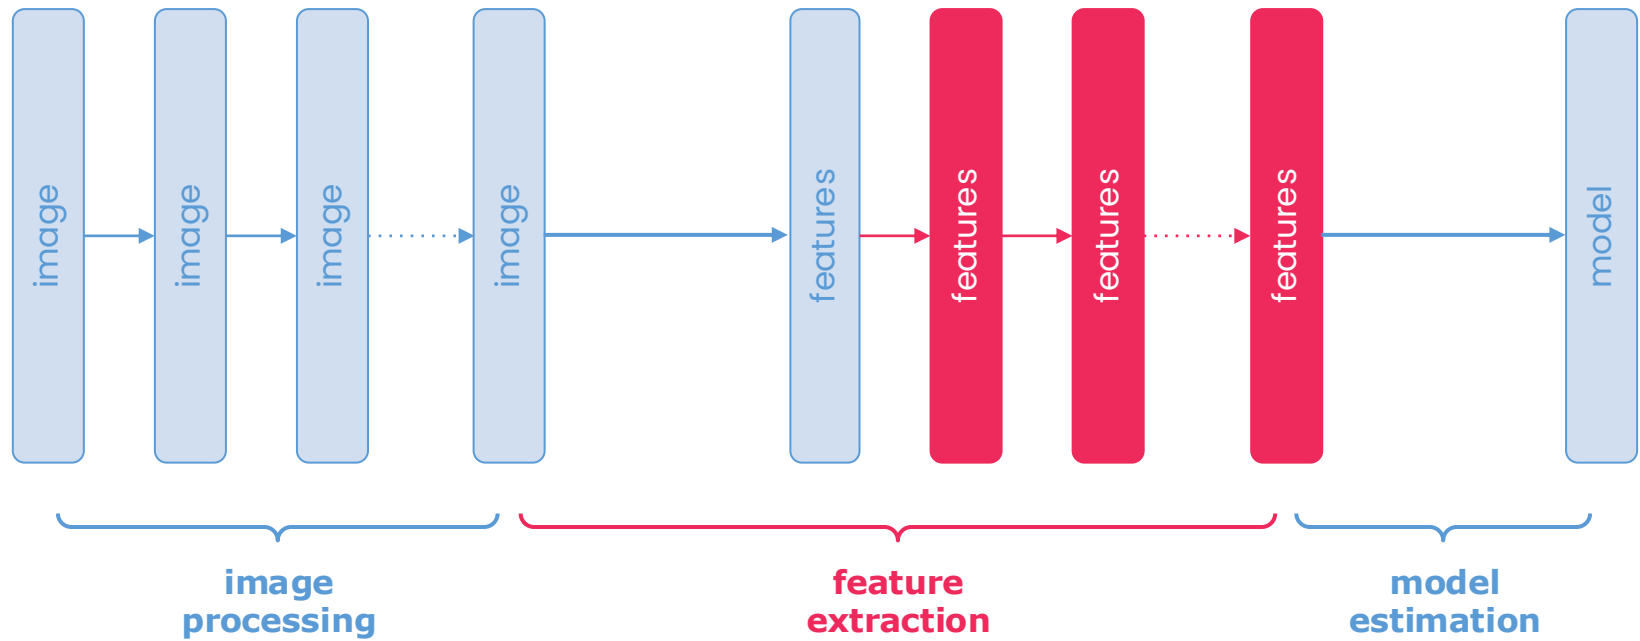 image
image
image
image
features
features
features
features
model
image
processing
feature
extraction
model
estimation